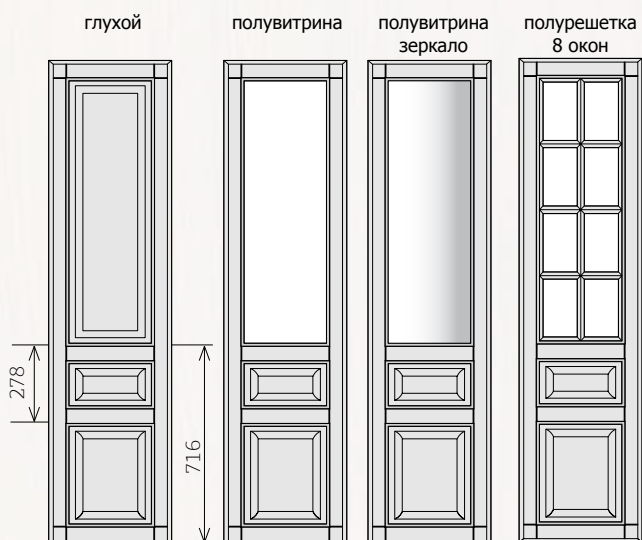 глухой
полувитрина
полувитрина
зеркало
полурешетка
8 окон
278
716